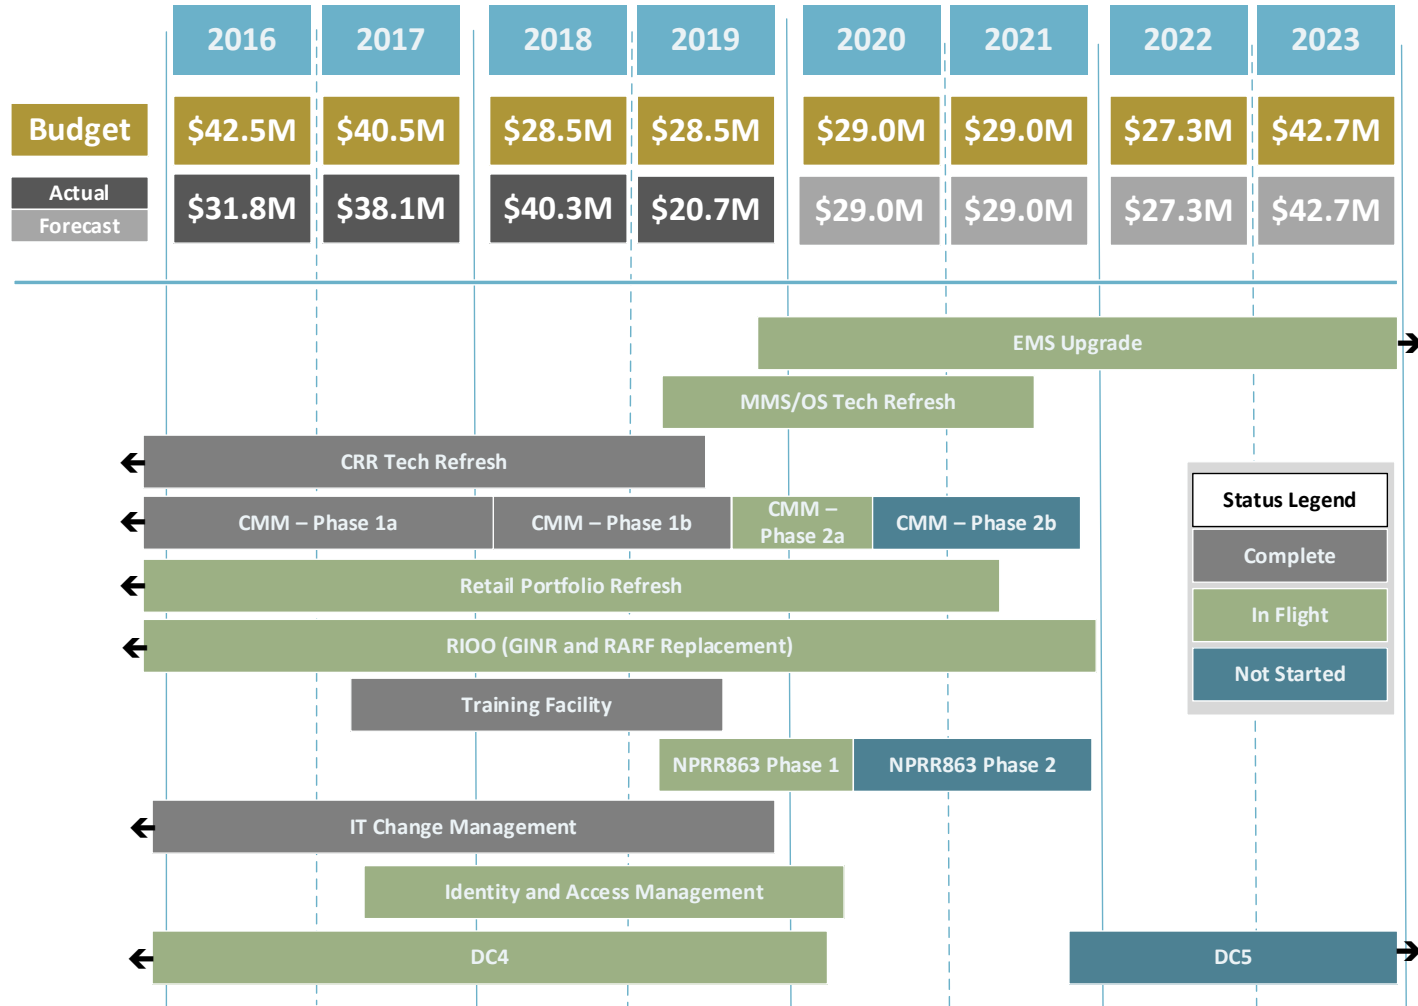 2016 2017 2018 2019 2020 2021 2022 2023
Budget $42.5M $40.5M $28.5M $28.5M $29.0M $29.0M $27.3M $42.7M
Actual
Forecast
$31.8M $38.1M $40.3M $20.7M $29.0M $29.0M $27.3M $42.7M
EMS Upgrade
MMS/OS Tech Refresh
CRR Tech Refresh
CMM – Phase 1a
CMM – Phase 1b
CMM –
Phase 2a
CMM – Phase 2b
Retail Portfolio Refresh
RIOO (GINR and RARF Replacement)
Training Facility
NPRR863 Phase 1
NPRR863 Phase 2
IT Change Management
Identity and Access Management
DC4
DC5
Status Legend
Complete
In Flight
Not Started